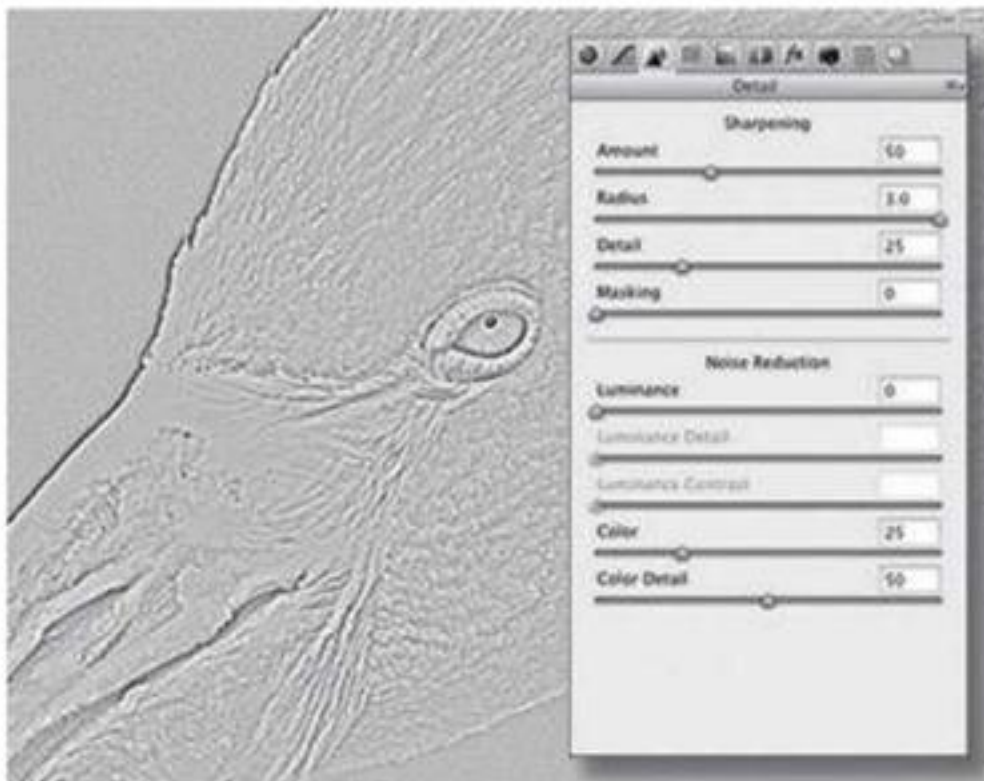 Detail
Sharpening
Amount 50
Radius 3.0
Detail 25
Masking 0
Noise Reduction
Luminance 0
Luminance Detail
Luminance Contrast
Color 25
Color Detail 50